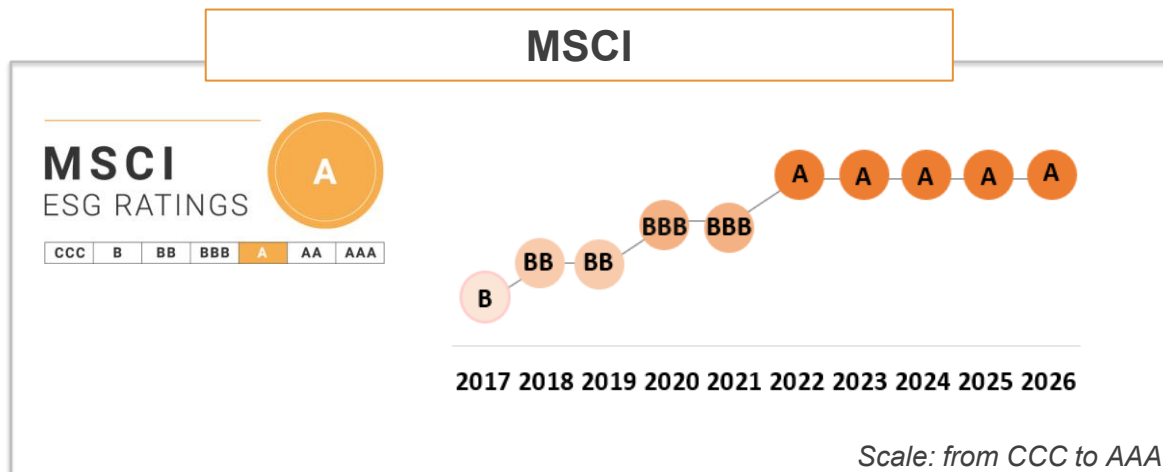 MSCI
MSCI
ESG RATINGS
A
CCC B BB BBB A AA AAA
B BB BB BBB BBB A A A A A
2017 2018 2019 2020 2021 2022 2023 2024 2025 2026
Scale: from CCC to AAA